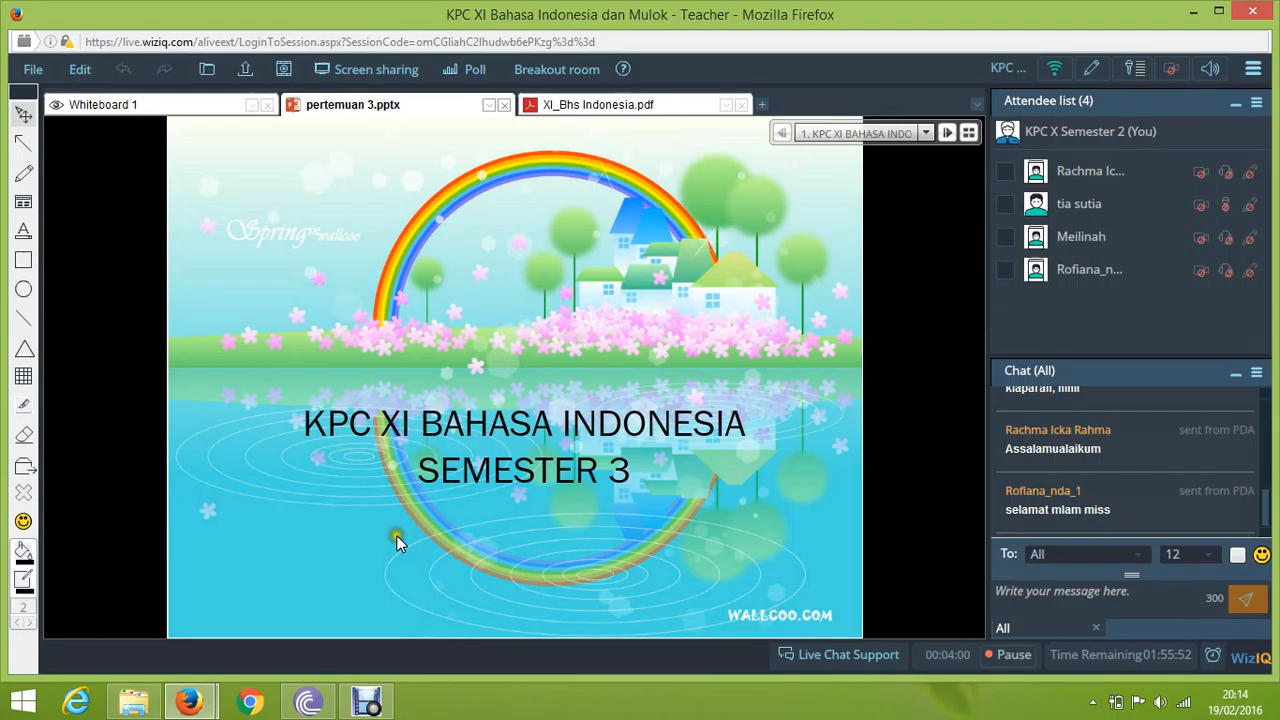 KPC XI Bahasa Indonesia dan Mulok - Teacher - Mozilla Firefox
https://live.wiziq.com/aliveext/LoginToSession.aspx?SessionCode=omCGIiahC2Ihudwb6ePKzg%3d%3d
File Edit Screen sharing Poll Breakout room ? KPC ...
Whiteboard 1 pertemuan 3.pptx XI_Bhs Indonesia.pdf
1. KPC XI BAHASA INDO
Spring wallcoo
KPC XI BAHASA INDONESIA
SEMESTER 3
WALLCOO.COM
2
Attendee list (4)
KPC X Semester 2 (You)
Rachma Ic...
tia sutia
Meilinah
Rofiana_n...
Chat (All)
Rachma Icka Rahma sent from PDA
Assalamualaikum
Rofiana_nda_1 sent from PDA
selamat mlam miss
To: All 12
Write your message here. 300
All
Live Chat Support 00:04:00 Pause Time Remaining 01:55:52 WizIQ
20:14
19/02/2016